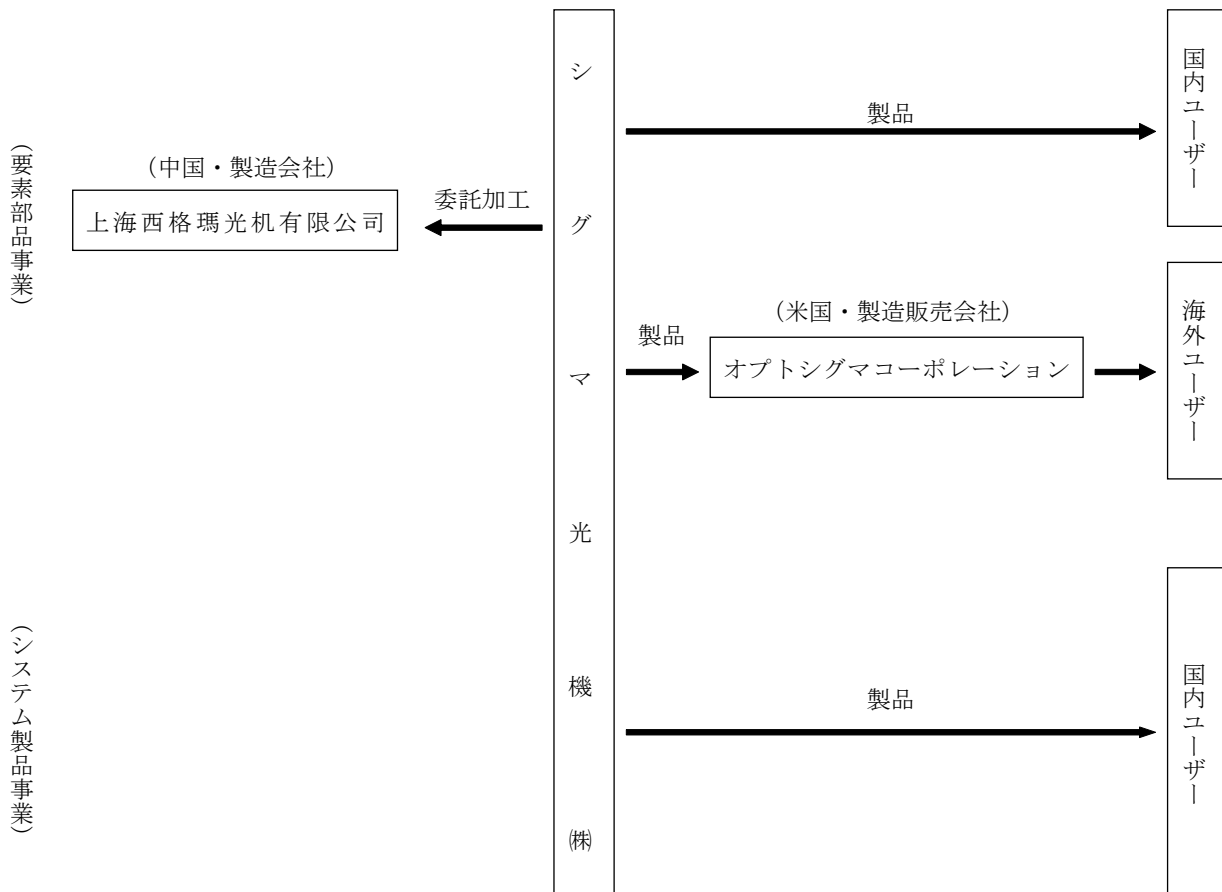 (要素部品事業)
(システム製品事業)
(中国・製造会社)
上海西格瑪光机有限公司
委託加工
シグマ光機㈱
製品
国内ユーザー
製品
(米国・製造販売会社)
オプトシグマコーポレーション
海外ユーザー
製品
国内ユーザー